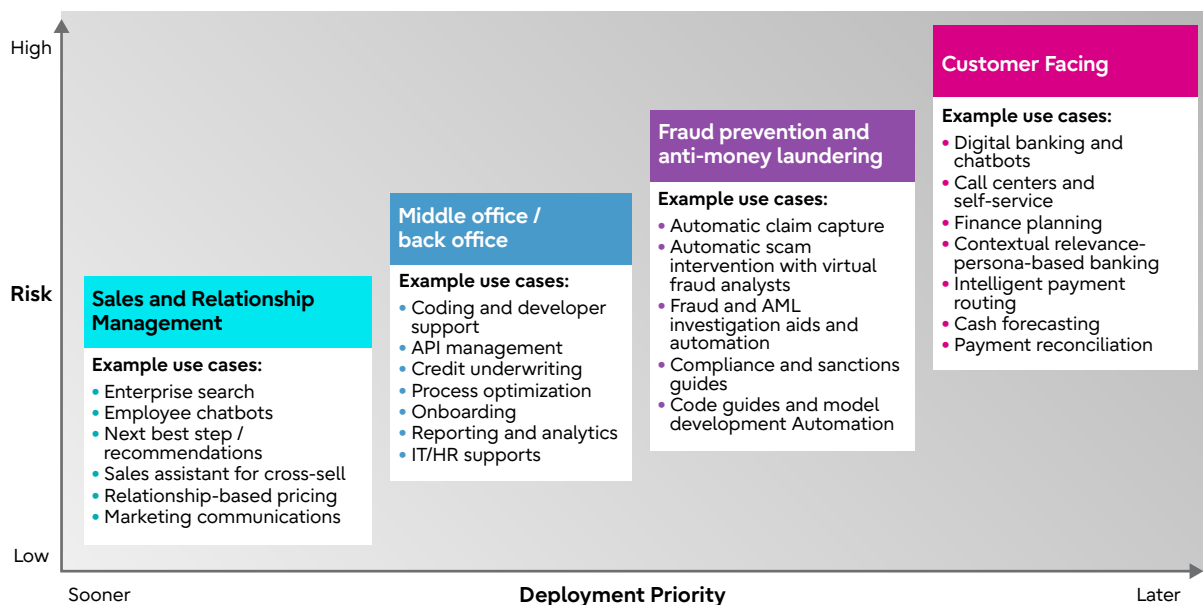 High
Risk
Low
Sales and Relationship
Management
Example use cases:
• Enterprise search
• Employee chatbots
• Next best step /
recommendations
• Sales assistant for cross-sell
• Relationship-based pricing
• Marketing communications
Middle office /
back office
Example use cases:
• Coding and developer
support
• API management
• Credit underwriting
• Process optimization
• Onboarding
• Reporting and analytics
• IT/HR supports
Fraud prevention and
anti-money laundering
Example use cases:
• Automatic claim capture
• Automatic scam
intervention with virtual
fraud analysts
• Fraud and AML
investigation aids and
automation
• Compliance and sanctions
guides
• Code guides and model
development Automation
Customer Facing
Example use cases:
• Digital banking and
chatbots
• Call centers and
self-service
• Finance planning
• Contextual relevance-
persona-based banking
• Intelligent payment
routing
• Cash forecasting
• Payment reconciliation
Sooner
Deployment Priority
Later